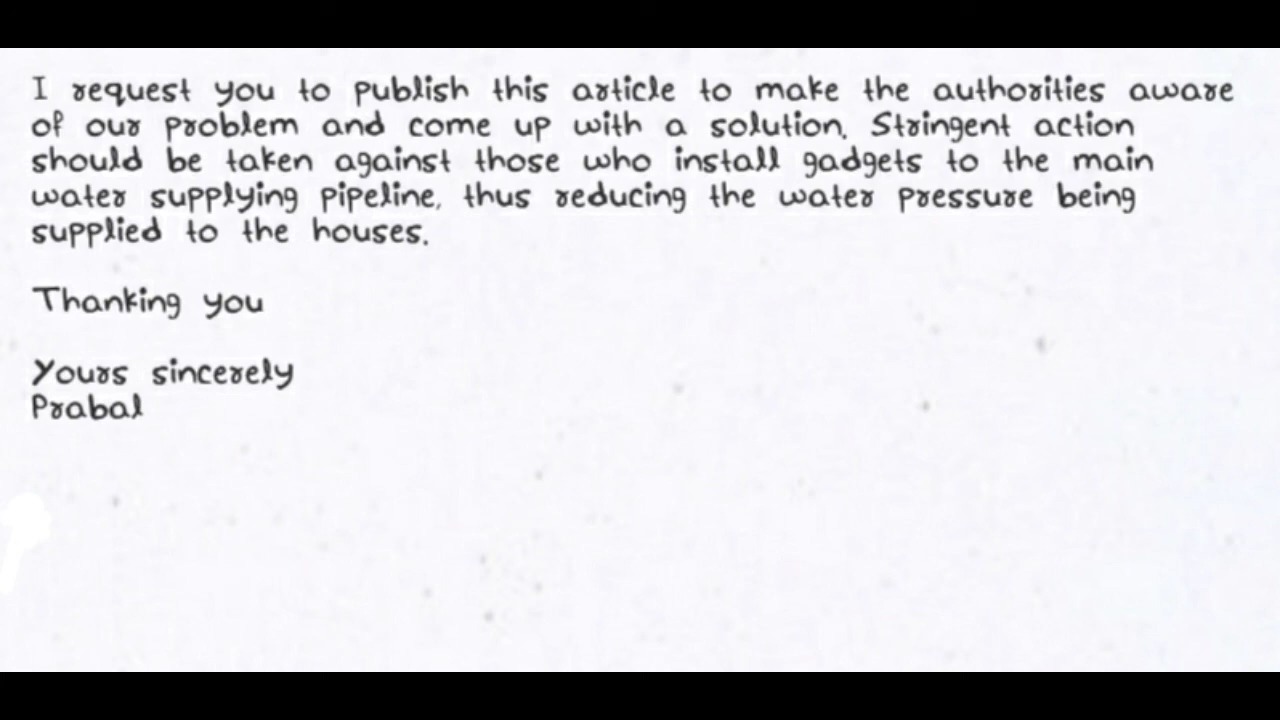 I request you to publish this article to make the authorities aware
of our problem and come up with a solution. Stringent action
should be taken against those who install gadgets to the main
water supplying pipeline, thus reducing the water pressure being
supplied to the houses.
Thanking you
Yours sincerely
Prabal